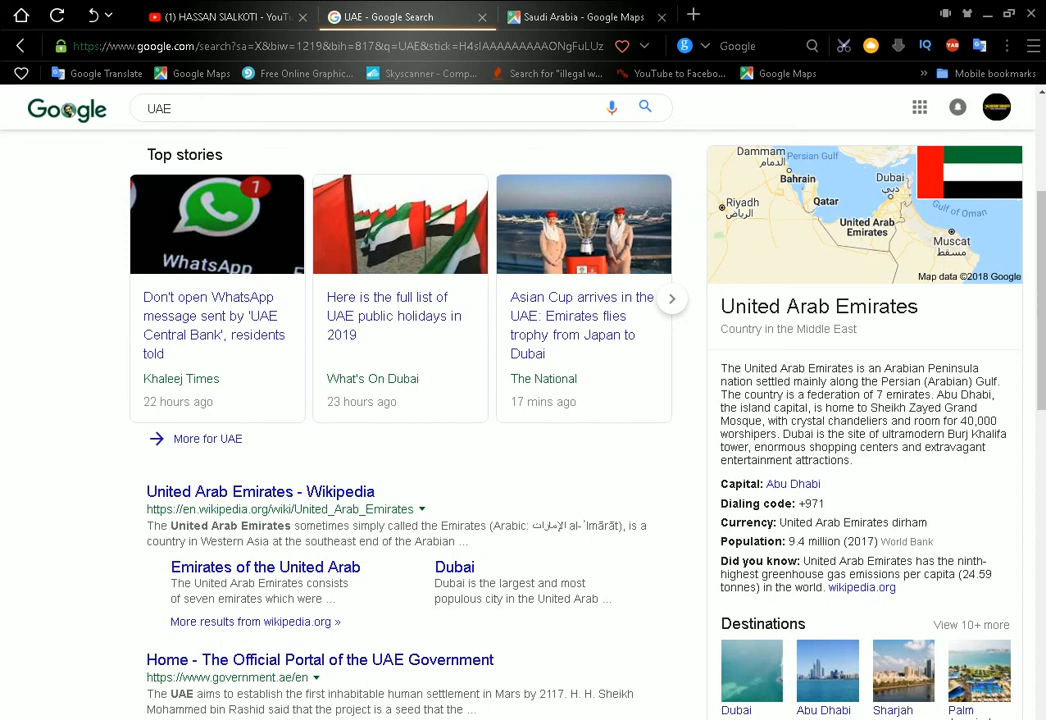 (1) HASSAN SIALKOTI - YouT
UAE - Google Search
Saudi Arabia - Google Maps
https://www.google.com/search?sa=X&biw=1219&bih=817&q=UAE&stick=H4sIAAAAAAAAONgFuLUz
Google
IQ
YAB
Google Translate
Google Maps
Free Online Graphic...
Skyscanner - Comp...
Search for "illegal w...
YouTube to Facebo...
Google Maps
»
Mobile bookmarks
Google
UAE
Top stories
WhatsApp
1
Don't open WhatsApp
message sent by 'UAE
Central Bank', residents
told
Khaleej Times
22 hours ago
Here is the full list of
UAE public holidays in
2019
What's On Dubai
23 hours ago
Asian Cup arrives in the
UAE: Emirates flies
trophy from Japan to
Dubai
The National
17 mins ago
More for UAE
United Arab Emirates - Wikipedia
https://en.wikipedia.org/wiki/United_Arab_Emirates
The United Arab Emirates sometimes simply called the Emirates (Arabic: الإمارات al-ʾImārāt), is a
country in Western Asia at the southeast end of the Arabian ...
Emirates of the United Arab
The United Arab Emirates consists
of seven emirates which were ...
Dubai
Dubai is the largest and most
populous city in the United Arab ...
More results from wikipedia.org »
Home - The Official Portal of the UAE Government
https://www.government.ae/en
The UAE aims to establish the first inhabitable human settlement in Mars by 2117. H. H. Sheikh
Mohammed bin Rashid said that the project is a seed that the ...
Dammam
الدمام
Persian Gulf
Bahrain
Dubai
دبي
Qatar
Riyadh
الرياض
United Arab
Emirates
Gulf of Oman
Muscat
مسقط
Map data ©2018 Google
United Arab Emirates
Country in the Middle East
The United Arab Emirates is an Arabian Peninsula
nation settled mainly along the Persian (Arabian) Gulf.
The country is a federation of 7 emirates. Abu Dhabi,
the island capital, is home to Sheikh Zayed Grand
Mosque, with crystal chandeliers and room for 40,000
worshipers. Dubai is the site of ultramodern Burj Khalifa
tower, enormous shopping centers and extravagant
entertainment attractions.
Capital: Abu Dhabi
Dialing code: +971
Currency: United Arab Emirates dirham
Population: 9.4 million (2017) World Bank
Did you know: United Arab Emirates has the ninth-
highest greenhouse gas emissions per capita (24.59
tonnes) in the world. wikipedia.org
Destinations
View 10+ more
Dubai
Abu Dhabi
Sharjah
Palm